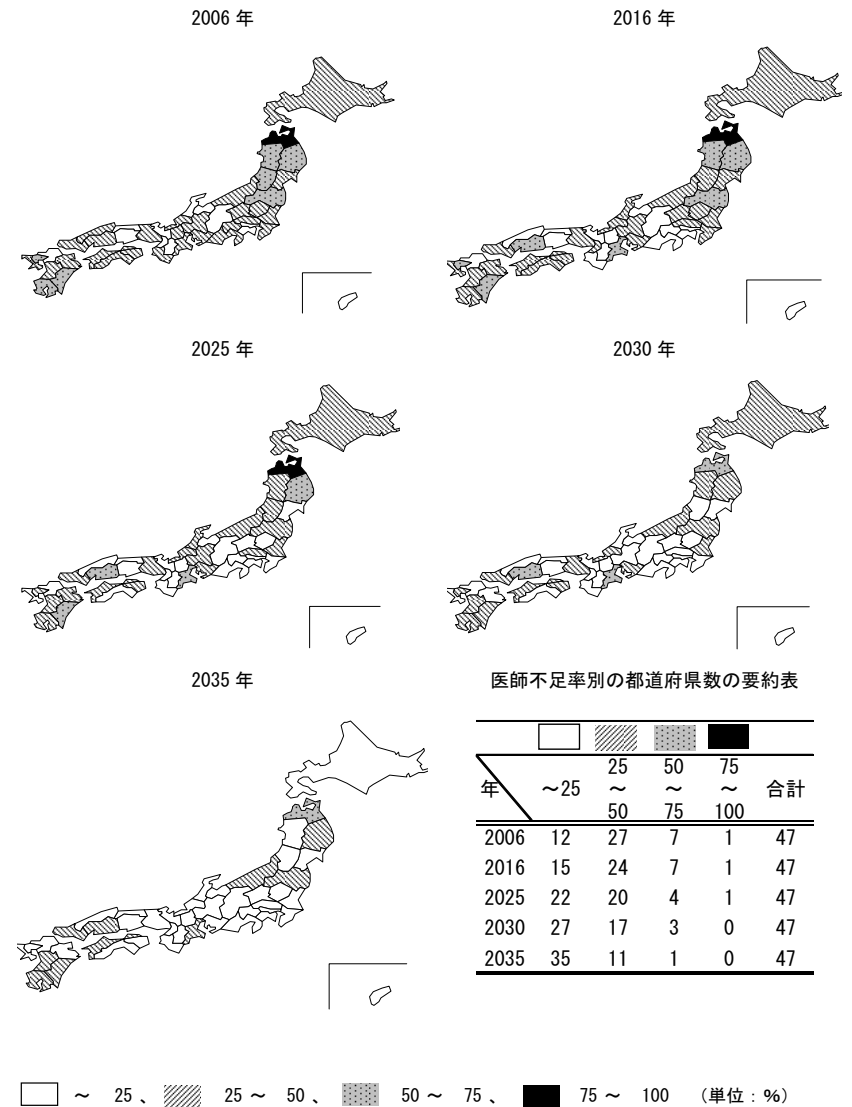 2006 年
2016 年
2025 年
2030 年
2035 年
医師不足率別の都道府県数の要約表
年 ～25 25～50 50～75 75～100 合計
2006 12 27 7 1 47
2016 15 24 7 1 47
2025 22 20 4 1 47
2030 27 17 3 0 47
2035 35 11 1 0 47
～ 25 、 25 ～ 50 、 50 ～ 75 、 75 ～ 100 （単位：%）